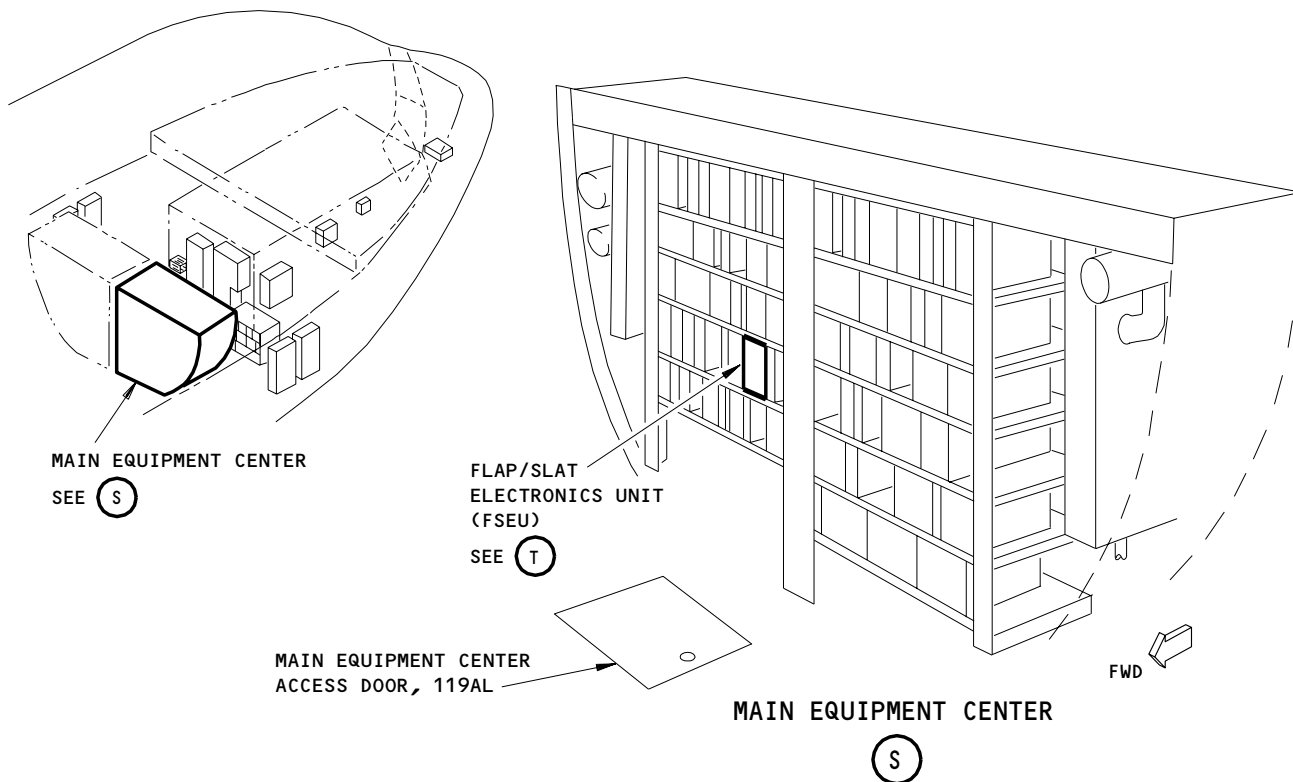 MAIN EQUIPMENT CENTER
SEE S
FLAP/SLAT
ELECTRONICS UNIT
(FSEU)
SEE T
MAIN EQUIPMENT CENTER
ACCESS DOOR, 119AL
FWD
MAIN EQUIPMENT CENTER
S